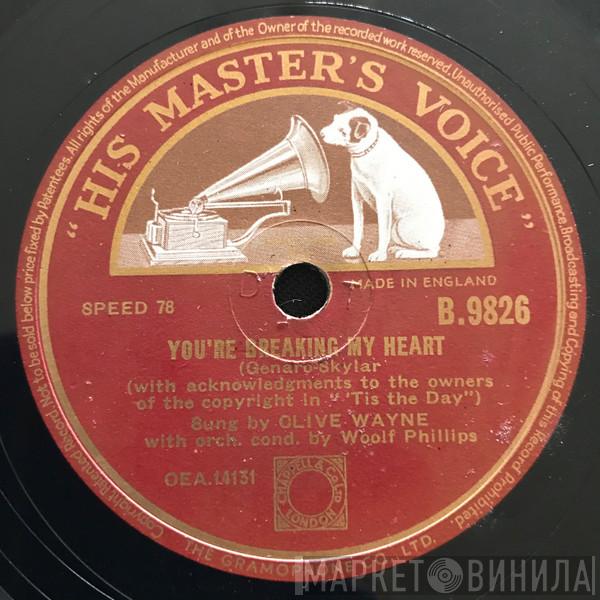 Copyright Patented Record. Not to be sold below price fixed by Patentees. All rights of the Manufacturer and of the Owner of the recorded work reserved. Unauthorised Public Performance, Broadcasting and Copying of this Record Prohibited.
"HIS MASTER'S VOICE"
MADE IN ENGLAND
SPEED 78
B.9826
YOU'RE BREAKING MY HEART
(Genaro-Skylar)
(with acknowledgments to the owners
of the copyright in "'Tis the Day")
Sung by OLIVE WAYNE
with orch. cond. by Woolf Phillips
OEA.14131
CHAPPELL & Co LTD
LONDON
THE GRAMOPHONE CO. LTD.
МАРКЕТ ВИНИЛА